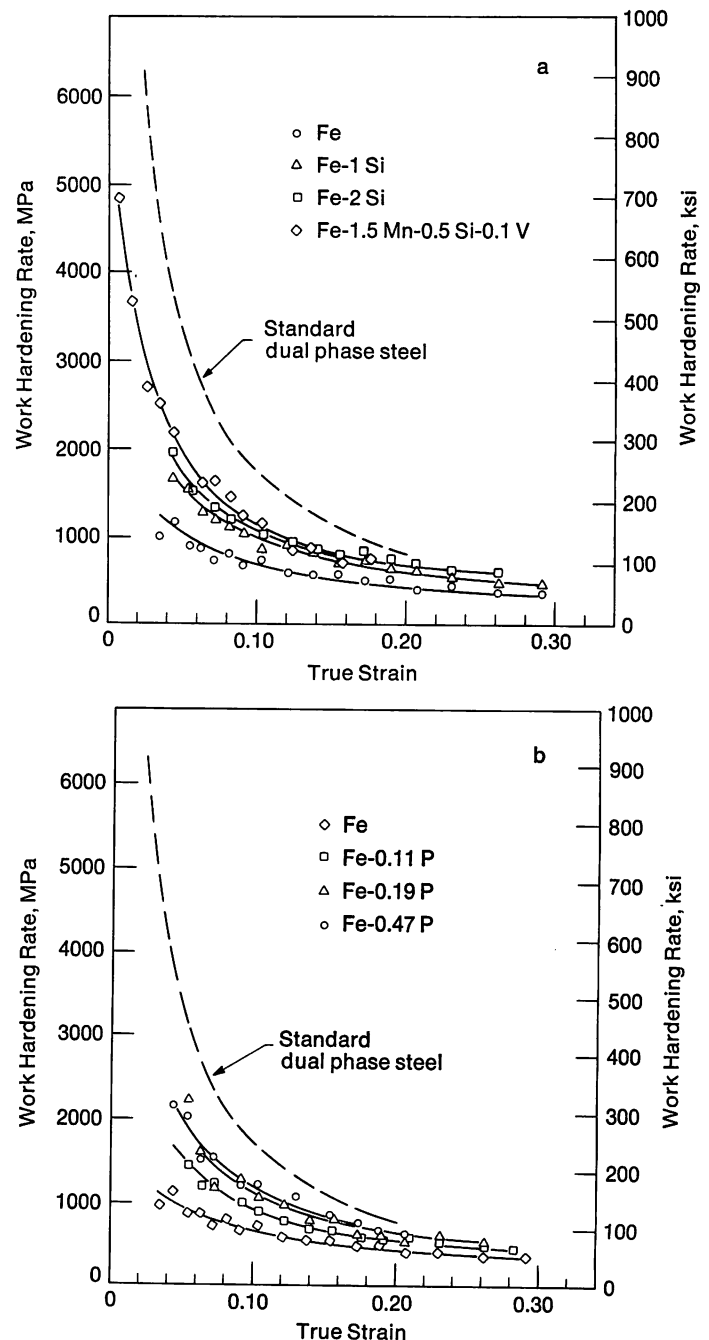 a
Fe
Fe-1 Si
Fe-2 Si
Fe-1.5 Mn-0.5 Si-0.1 V
Standard
dual phase steel
Work Hardening Rate, MPa
6000
5000
4000
3000
2000
1000
0
Work Hardening Rate, ksi
1000
900
800
700
600
500
400
300
200
100
0
0
0.10
0.20
0.30
True Strain
b
Fe
Fe-0.11 P
Fe-0.19 P
Fe-0.47 P
Standard
dual phase steel
Work Hardening Rate, MPa
6000
5000
4000
3000
2000
1000
0
Work Hardening Rate, ksi
1000
900
800
700
600
500
400
300
200
100
0
0
0.10
0.20
0.30
True Strain